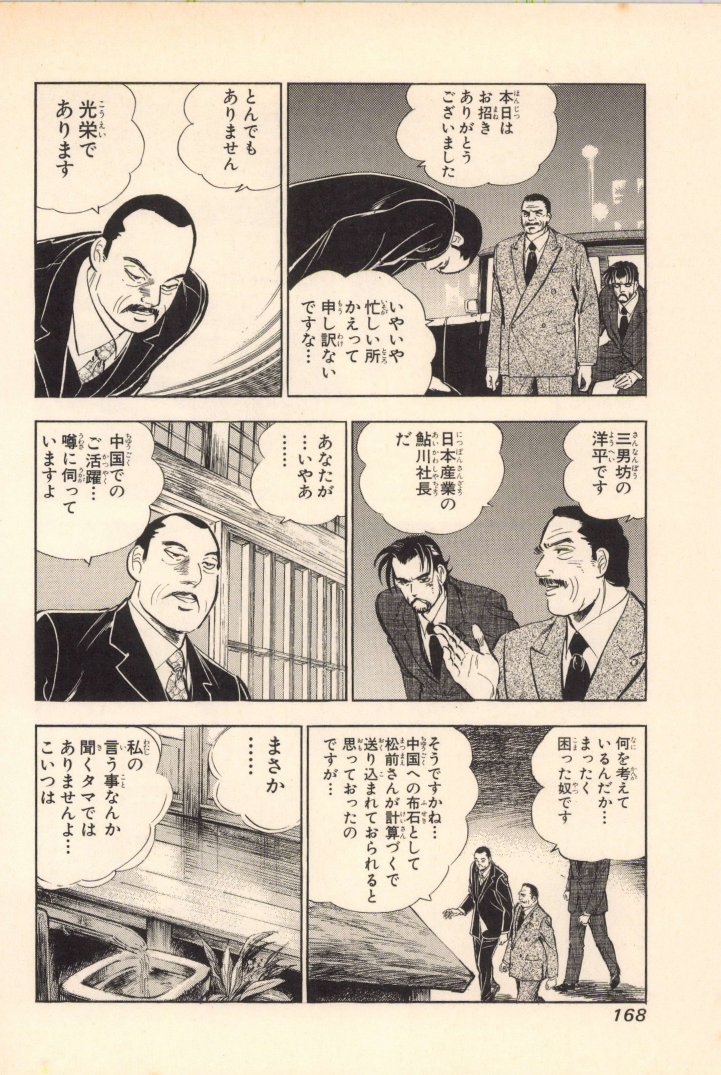 本日は
お招き
ありがとう
ございました
いやいや
忙しい所
かえって
申し訳ない
ですな…
とんでも
ありません
光栄で
あります
三男坊の
洋平です
日本産業の
鮎川社長
だ
あなたが
…いやあ
……
中国での
ご活躍…
噂に伺って
いますよ
何を考えて
いるんだか…
まったく
困った奴です
そうですかね…
中国への布石として
松前さんが計算づくで
送り込まれておられると
思っておったの
ですが…
まさか
……
私の
言う事なんか
聞くタマでは
ありませんよ…
こいつは
168